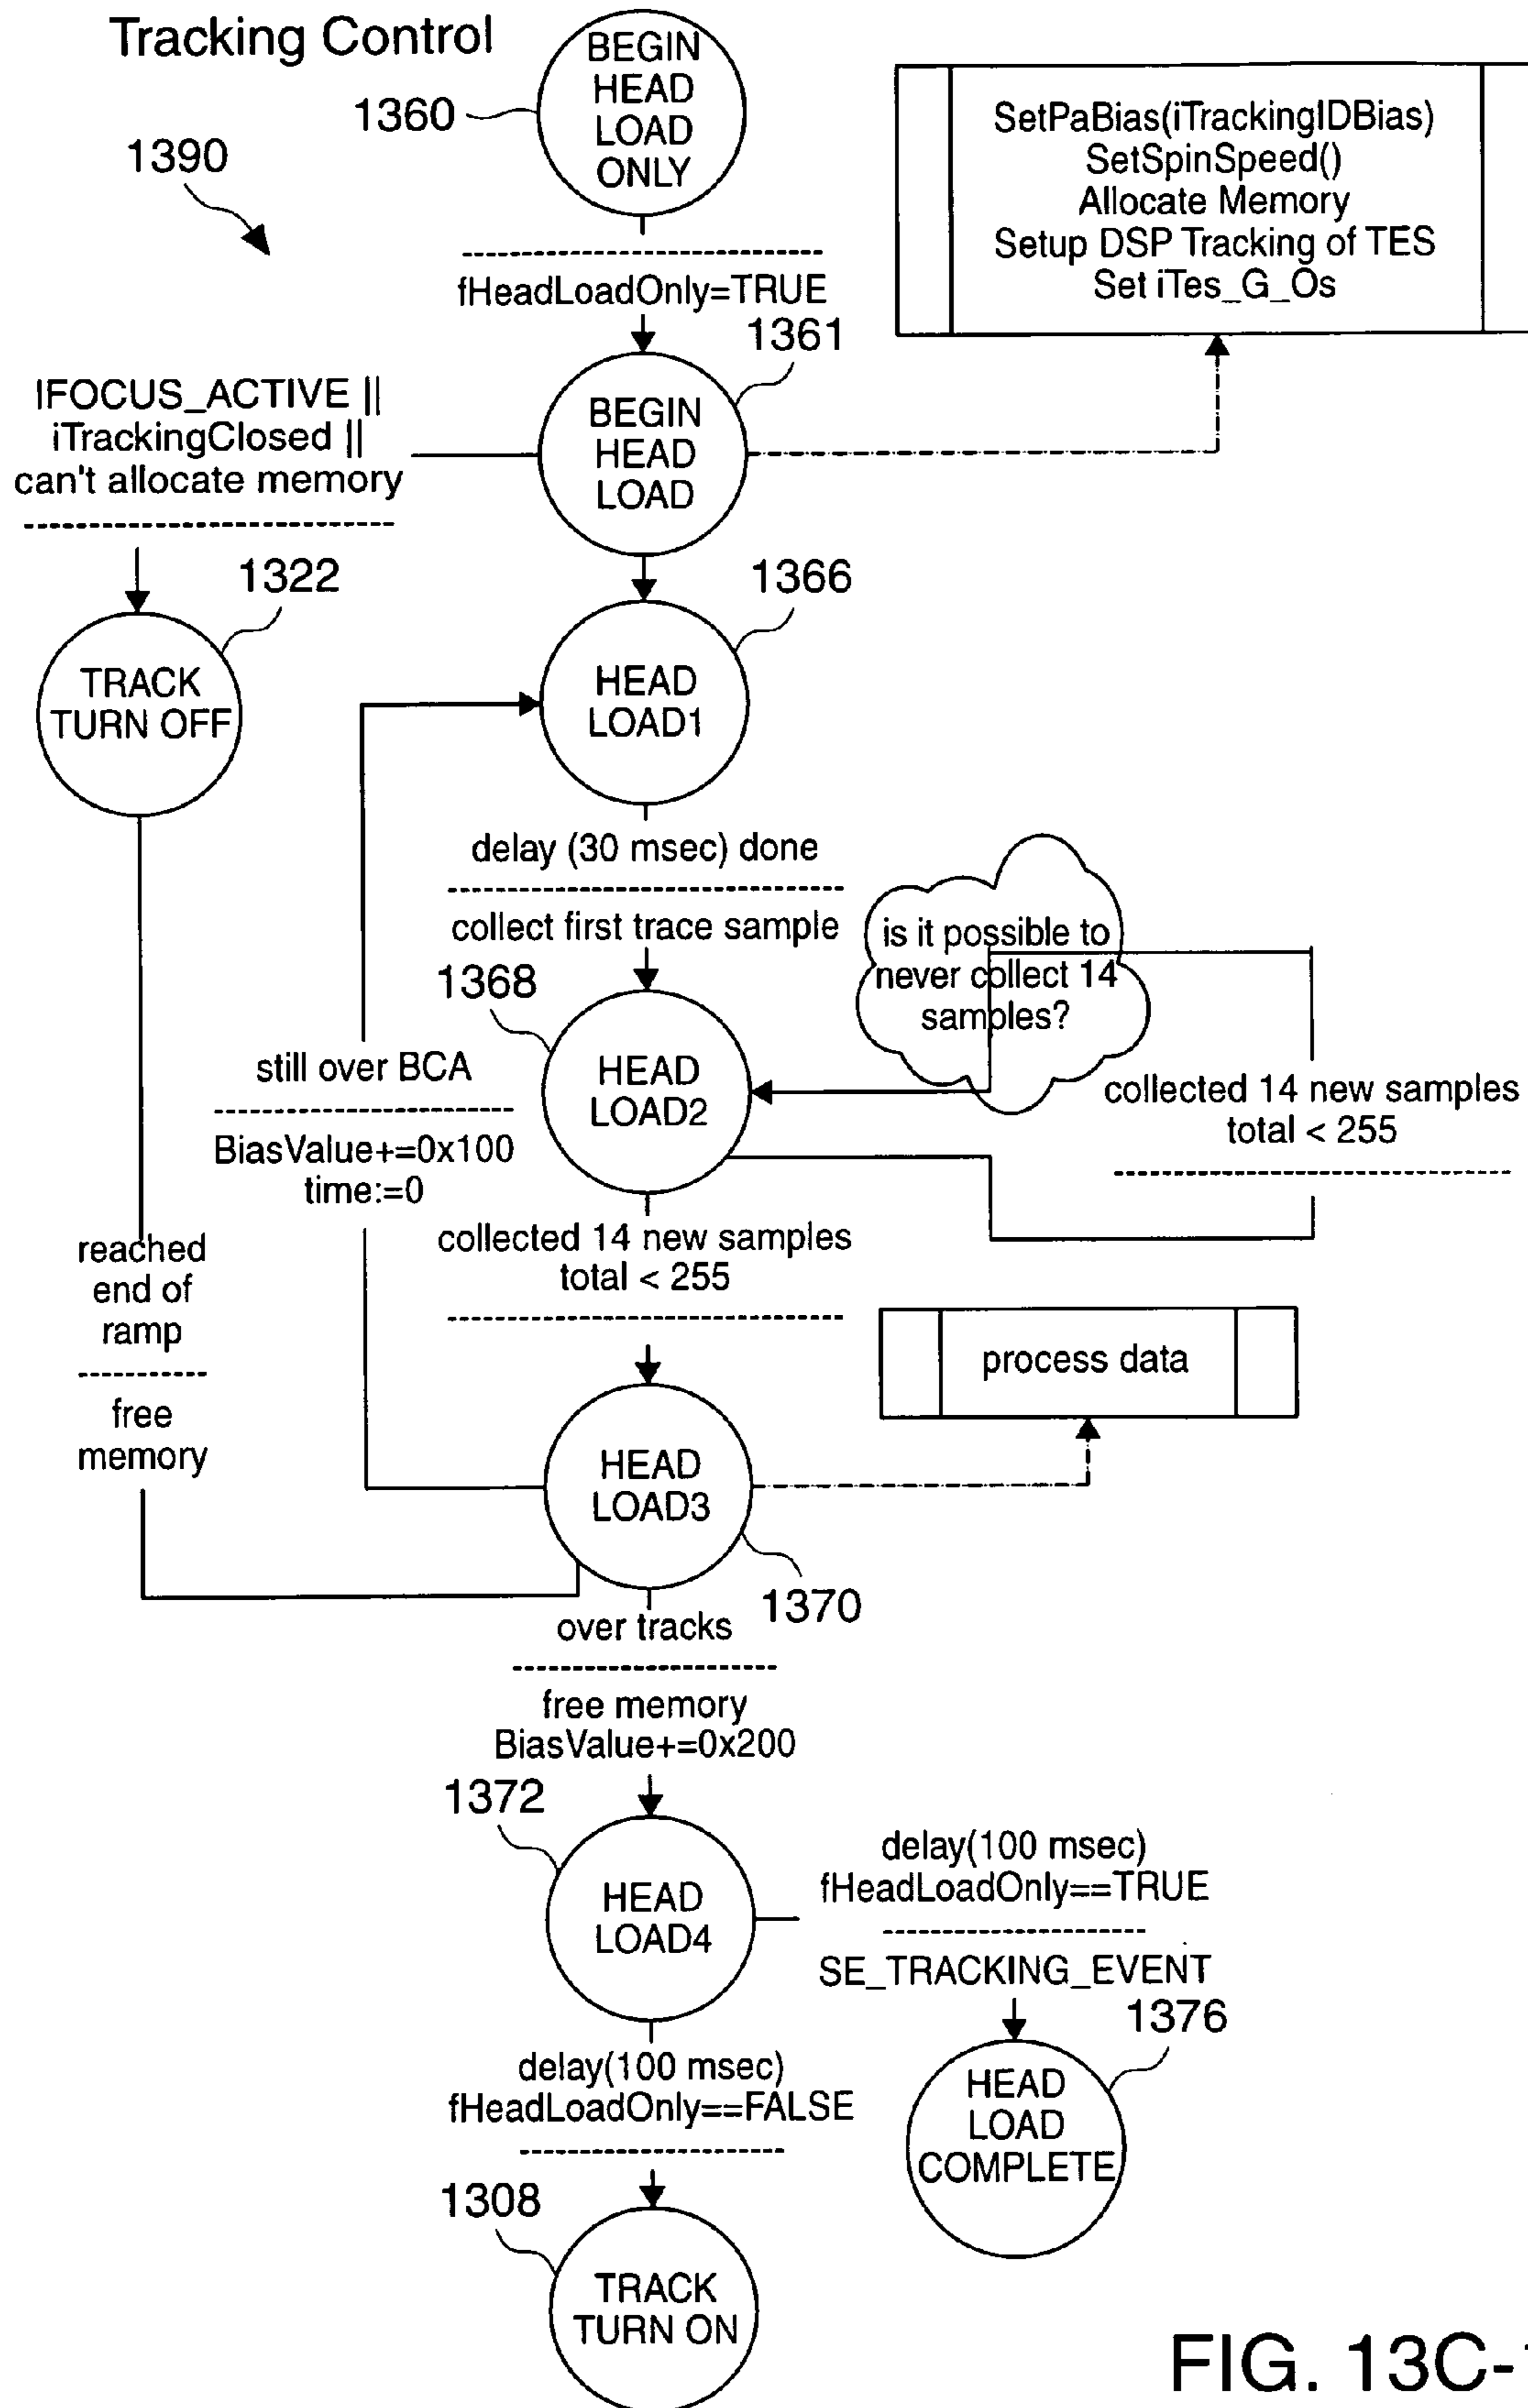 Tracking Control
1390
1360
BEGIN
HEAD
LOAD
ONLY
SetPaBias(iTrackingIDBias)
SetSpinSpeed()
Allocate Memory
Setup DSP Tracking of TES
Set iTes_G_Os
fHeadLoadOnly=TRUE
1361
BEGIN
HEAD
LOAD
IFOCUS_ACTIVE ||
iTrackingClosed ||
can't allocate memory
1322
TRACK
TURN OFF
1366
HEAD
LOAD1
delay (30 msec) done
collect first trace sample
1368
HEAD
LOAD2
is it possible to
never collect 14
samples?
collected 14 new samples
total < 255
still over BCA
BiasValue+=0x100
time:=0
collected 14 new samples
total < 255
reached
end of
ramp
free
memory
process data
HEAD
LOAD3
1370
over tracks
free memory
BiasValue+=0x200
1372
HEAD
LOAD4
delay(100 msec)
fHeadLoadOnly==TRUE
SE_TRACKING_EVENT
1376
HEAD
LOAD
COMPLETE
delay(100 msec)
fHeadLoadOnly==FALSE
1308
TRACK
TURN ON
FIG. 13C-1